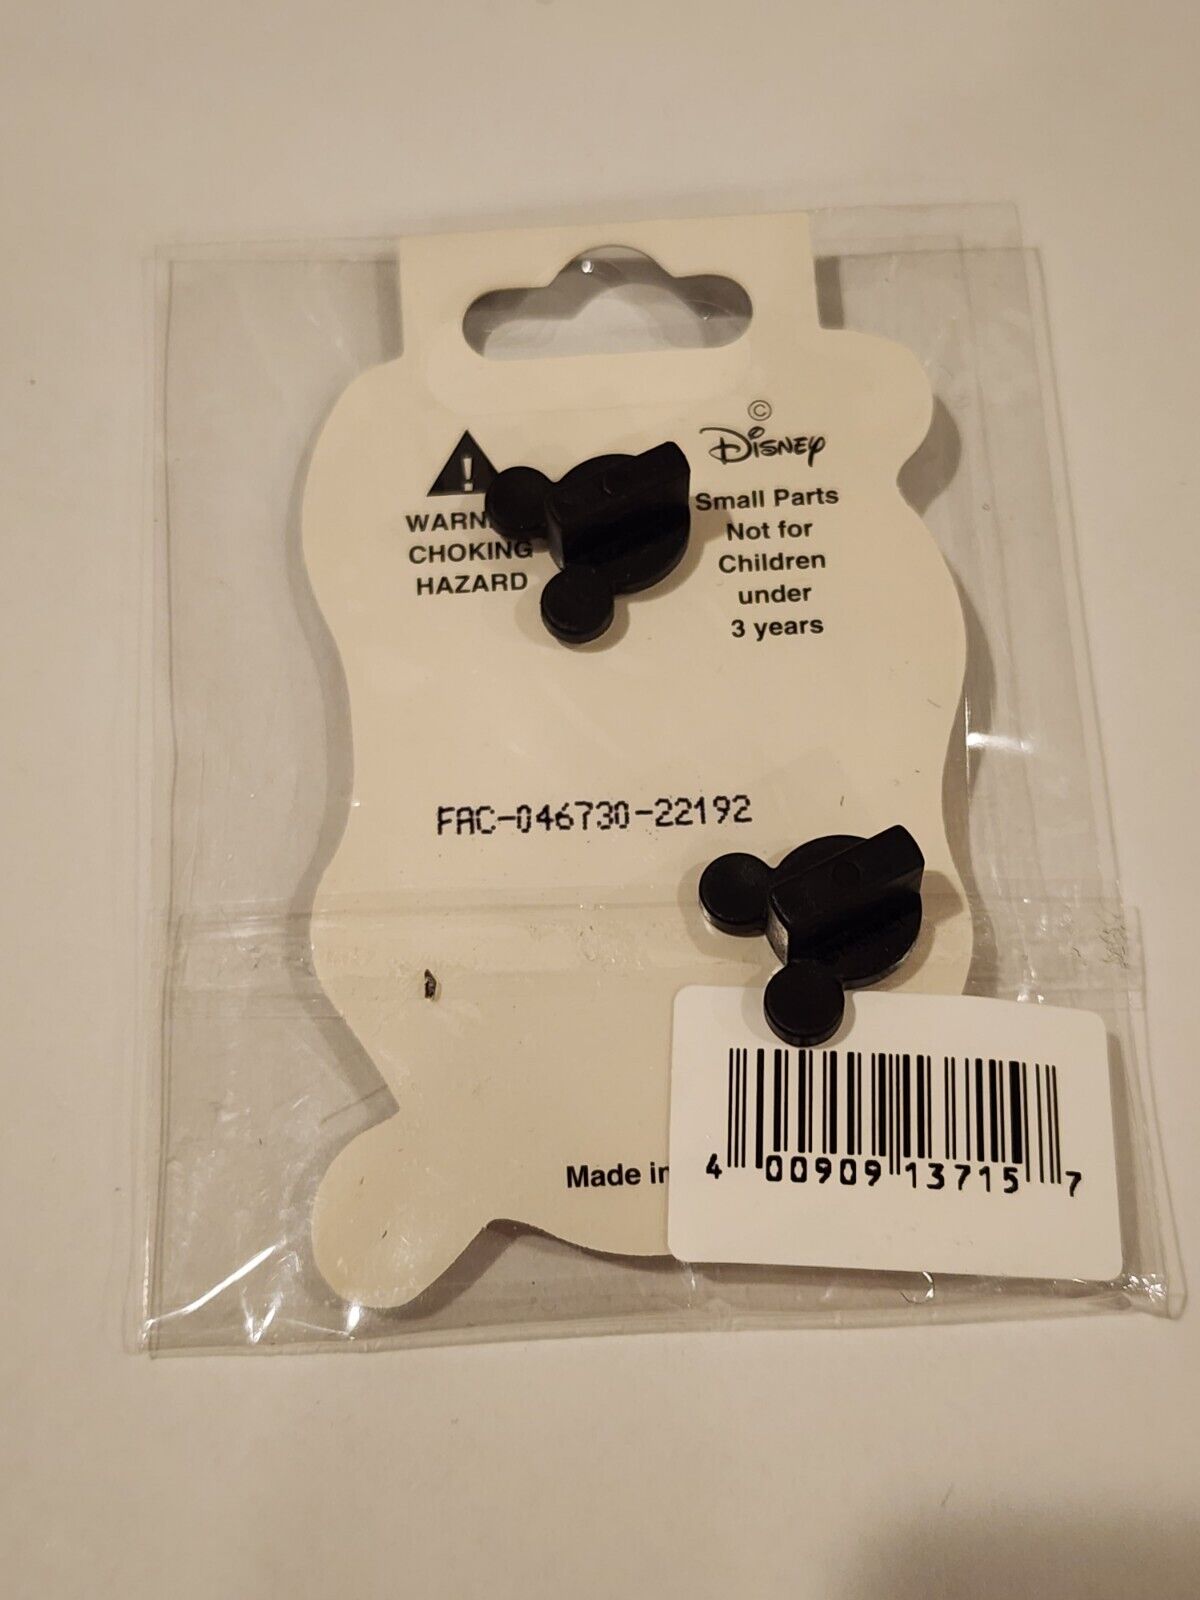 WARN
CHOKING
HAZARD
©
Disney
Small Parts
Not for
Children
under
3 years
FAC-046730-22192
Made in
4 00909 13715 7